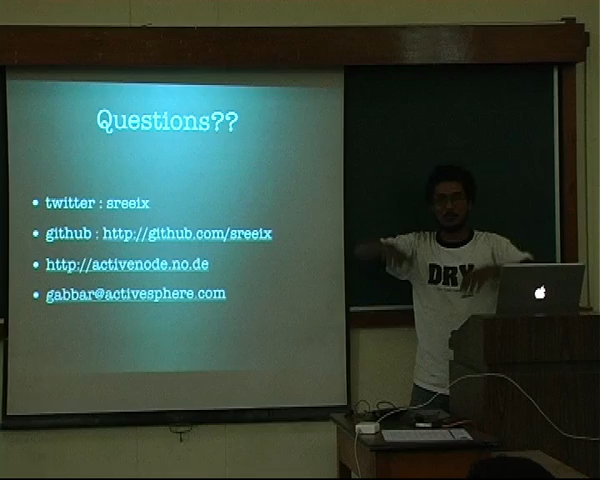 Questions??
• twitter : sreeix
• github : http://github.com/sreeix
• http://activenode.no.de
• gabbar@activesphere.com
DRY